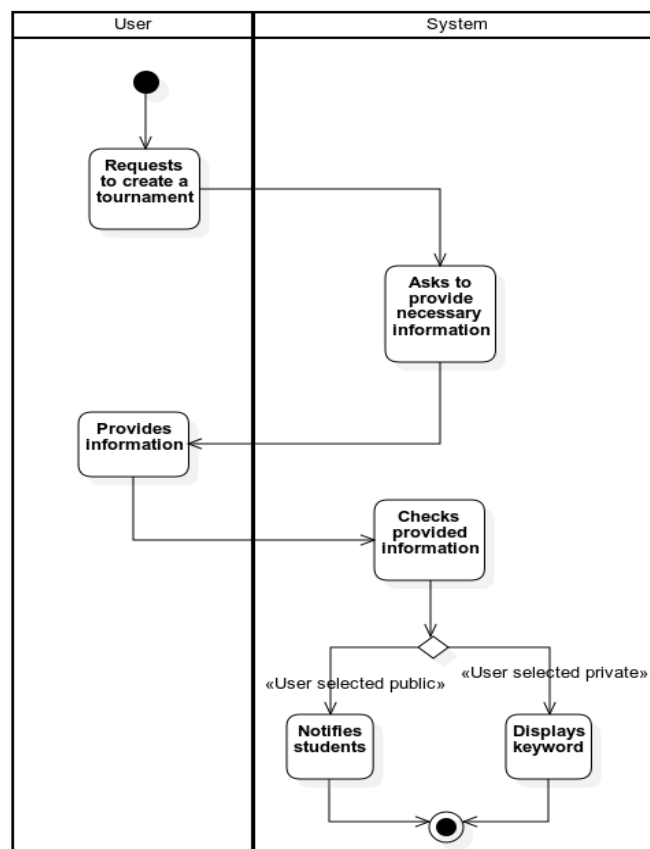 User
System
Requests
to create a
tournament
Asks to
provide
necessary
information
Provides
information
Checks
provided
information
«User selected public»
«User selected private»
Notifies
students
Displays
keyword